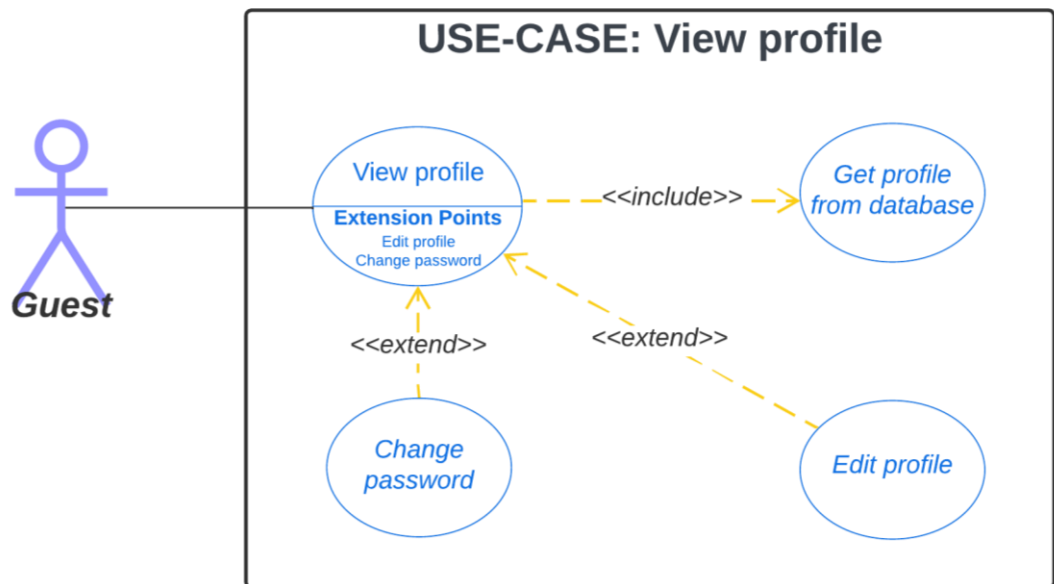 USE-CASE: View profile
View profile
Extension Points
Edit profile
Change password
<<include>>
Get profile
from database
Guest
<<extend>>
<<extend>>
Change
password
Edit profile